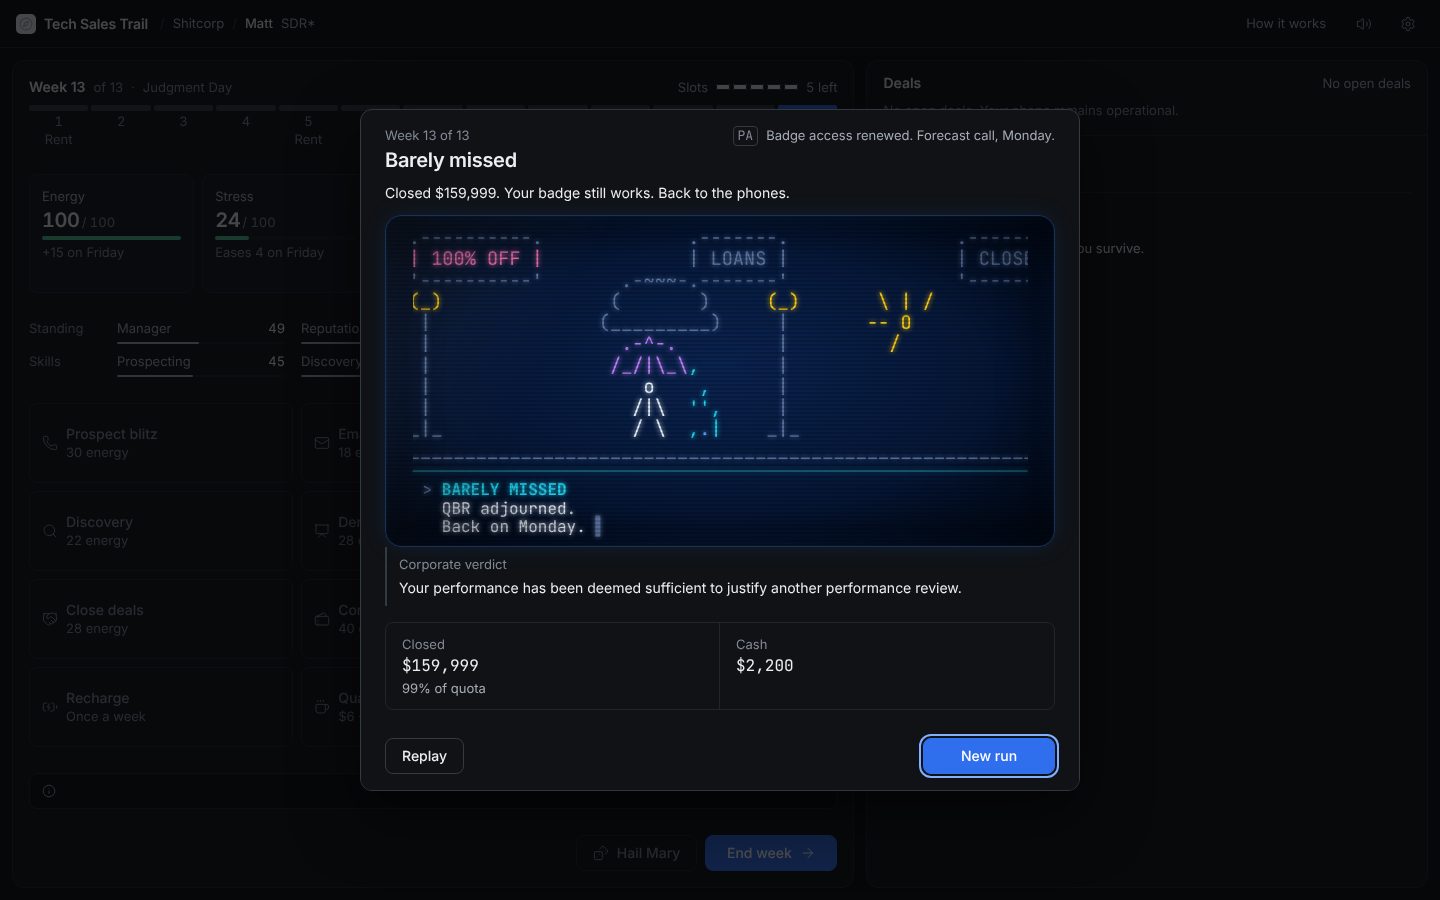 Tech Sales Trail / Shitcorp / Matt SDR*
How it works
Week 13 of 13 · Judgment Day
Slots 5 left
1 2 3 4 5
Rent Rent
Energy
100 / 100
+15 on Friday
Stress
24 / 100
Eases 4 on Friday
Standing Manager 49
Skills Prospecting 45
Discovery
Prospect blitz
30 energy
Discovery
22 energy
Close deals
28 energy
Recharge
Once a week
Hail Mary
End week
Deals
No open deals
Week 13 of 13
PA Badge access renewed. Forecast call, Monday.
Barely missed
Closed $159,999. Your badge still works. Back to the phones.
100% OFF
LOANS
> BARELY MISSED
QBR adjourned.
Back on Monday.
Corporate verdict
Your performance has been deemed sufficient to justify another performance review.
Closed
$159,999
99% of quota
Cash
$2,200
Replay
New run